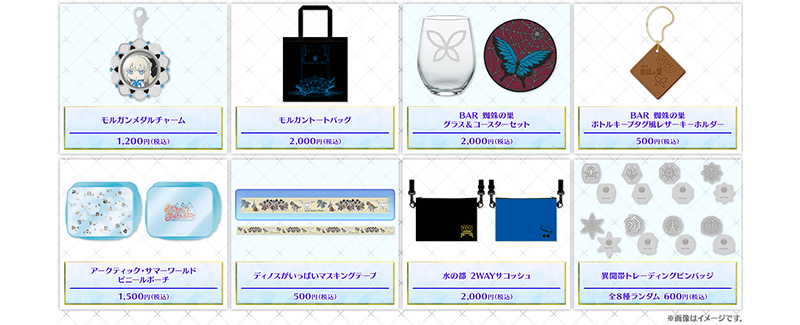 モルガンメダルチャーム
1,200円(税込)
モルガントートバッグ
2,000円(税込)
BAR 蜘蛛の巣
グラス&コースターセット
2,000円(税込)
BAR 蜘蛛の巣
ボトルキープタグ風レザーキーホルダー
500円(税込)
アークティック・サマーワールド
ビニールポーチ
1,500円(税込)
ディノスがいっぱいマスキングテープ
500円(税込)
水の都 2WAYサコッシュ
2,000円(税込)
異聞帯トレーディングピンバッジ
全8種ランダム 600円(税込)
※画像はイメージです。